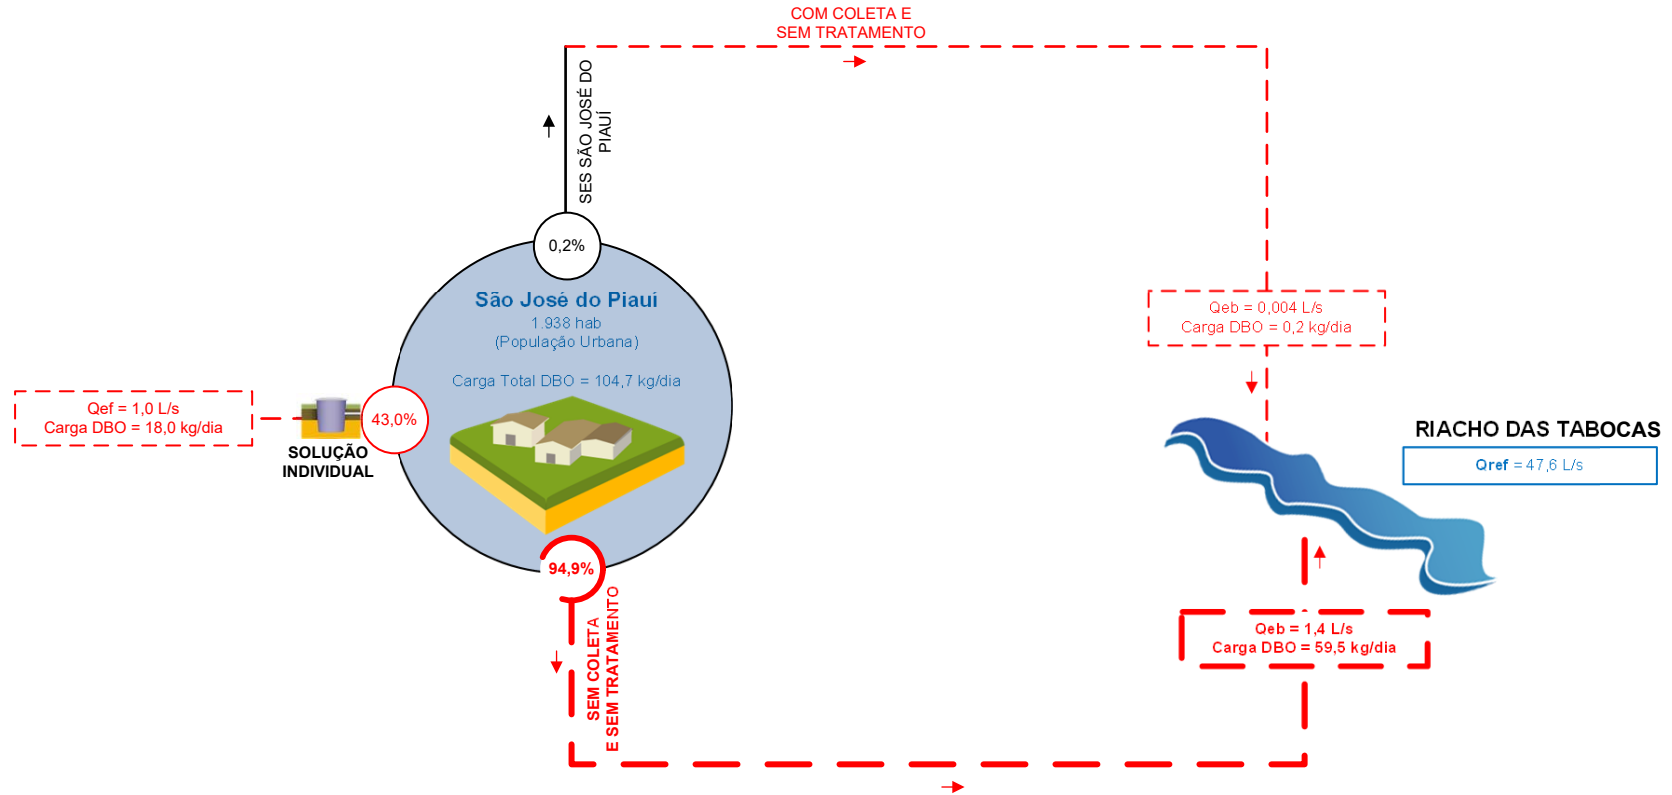 COM COLETA E
SEM TRATAMENTO
SES SÃO JOSÉ DO
PIAUÍ
0,2%
São José do Piauí
1.938 hab
(População Urbana)
Carga Total DBO = 104,7 kg/dia
Qeb = 0,004 L/s
Carga DBO = 0,2 kg/dia
Qef = 1,0 L/s
Carga DBO = 18,0 kg/dia
43,0%
SOLUÇÃO
INDIVIDUAL
RIACHO DAS TABOCAS
Qref = 47,6 L/s
94,9%
SEM COLETA
E SEM TRATAMENTO
Qeb = 1,4 L/s
Carga DBO = 59,5 kg/dia